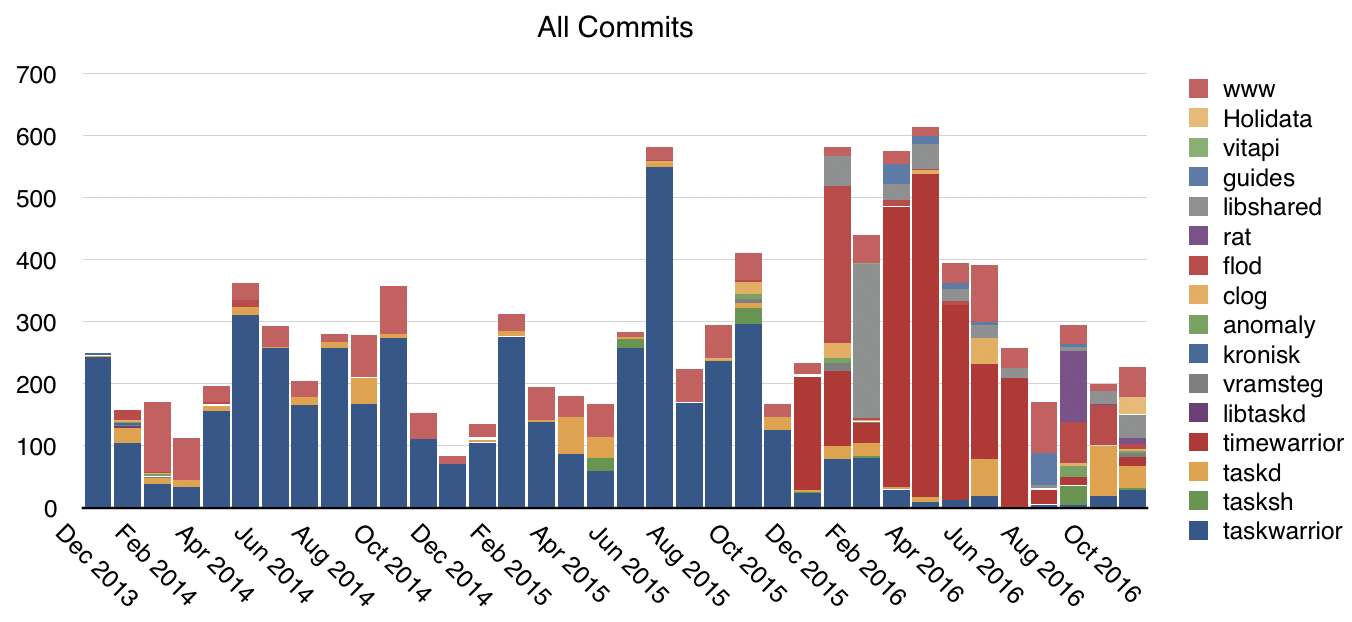 All Commits
700
600
500
400
300
200
100
0
Dec 2013
Feb 2014
Apr 2014
Jun 2014
Aug 2014
Oct 2014
Dec 2014
Feb 2015
Apr 2015
Jun 2015
Aug 2015
Oct 2015
Dec 2015
Feb 2016
Apr 2016
Jun 2016
Aug 2016
Oct 2016
www
Holidata
vitapi
guides
libshared
rat
flod
clog
anomaly
kronisk
vramsteg
libtaskd
timewarrior
taskd
tasksh
taskwarrior